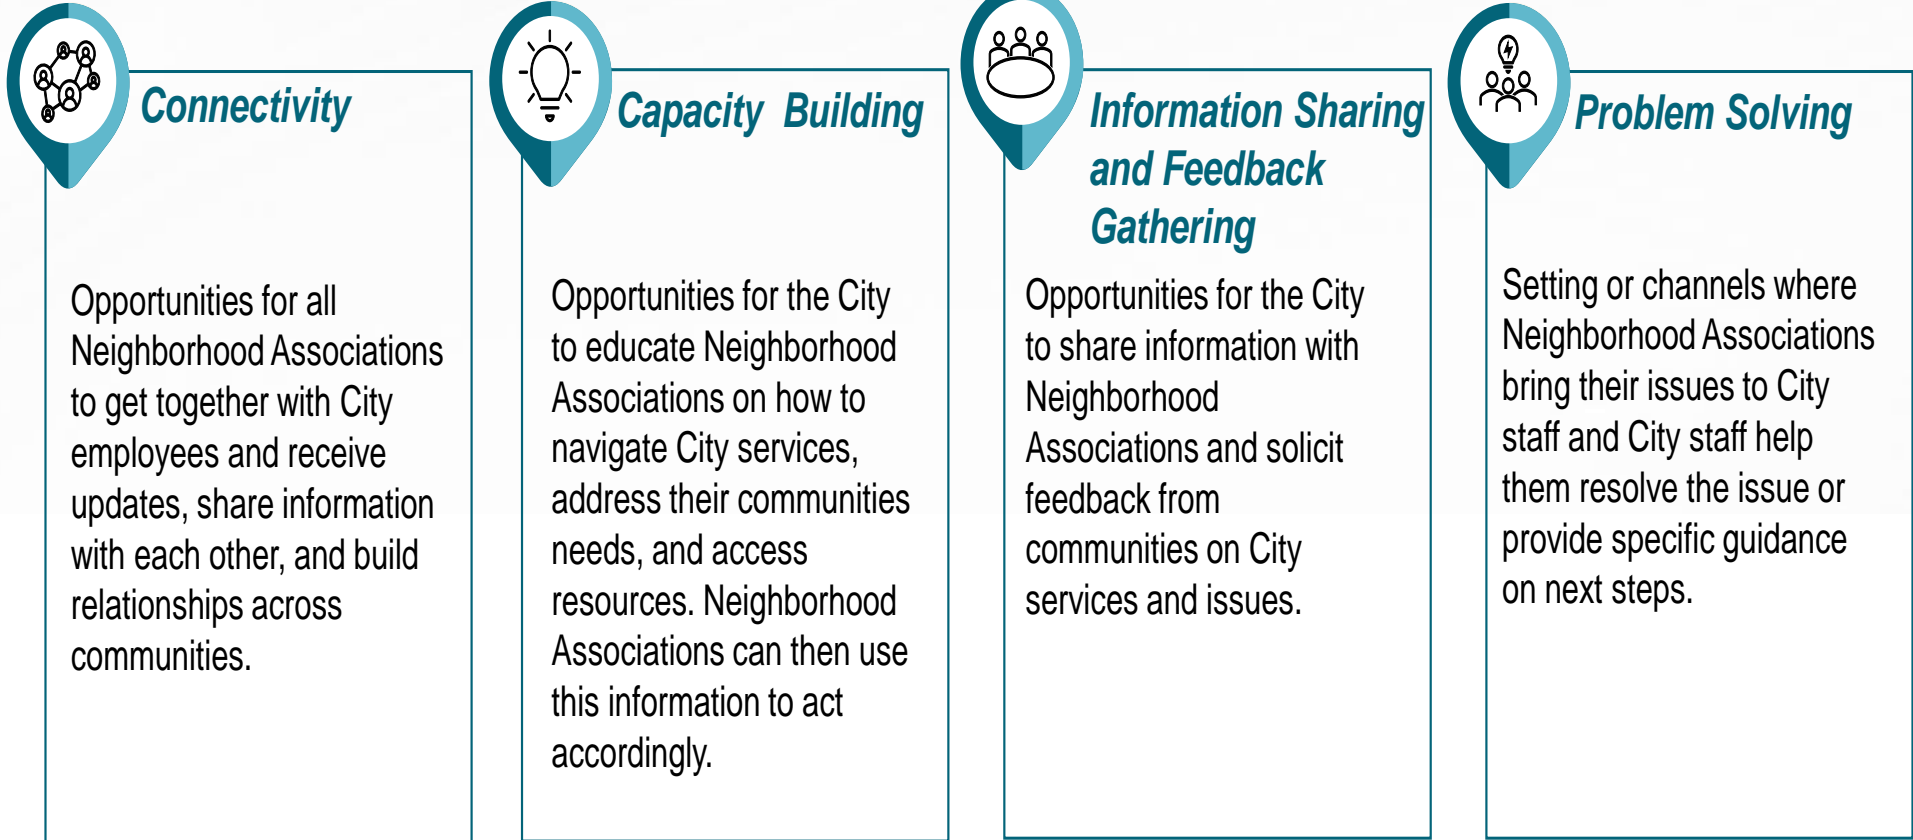 Connectivity
Opportunities for all
Neighborhood Associations
to get together with City
employees and receive
updates, share information
with each other, and build
relationships across
communities.
Capacity Building
Opportunities for the City
to educate Neighborhood
Associations on how to
navigate City services,
address their communities
needs, and access
resources. Neighborhood
Associations can then use
this information to act
accordingly.
Information Sharing
and Feedback
Gathering
Opportunities for the City
to share information with
Neighborhood
Associations and solicit
feedback from
communities on City
services and issues.
Problem Solving
Setting or channels where
Neighborhood Associations
bring their issues to City
staff and City staff help
them resolve the issue or
provide specific guidance
on next steps.